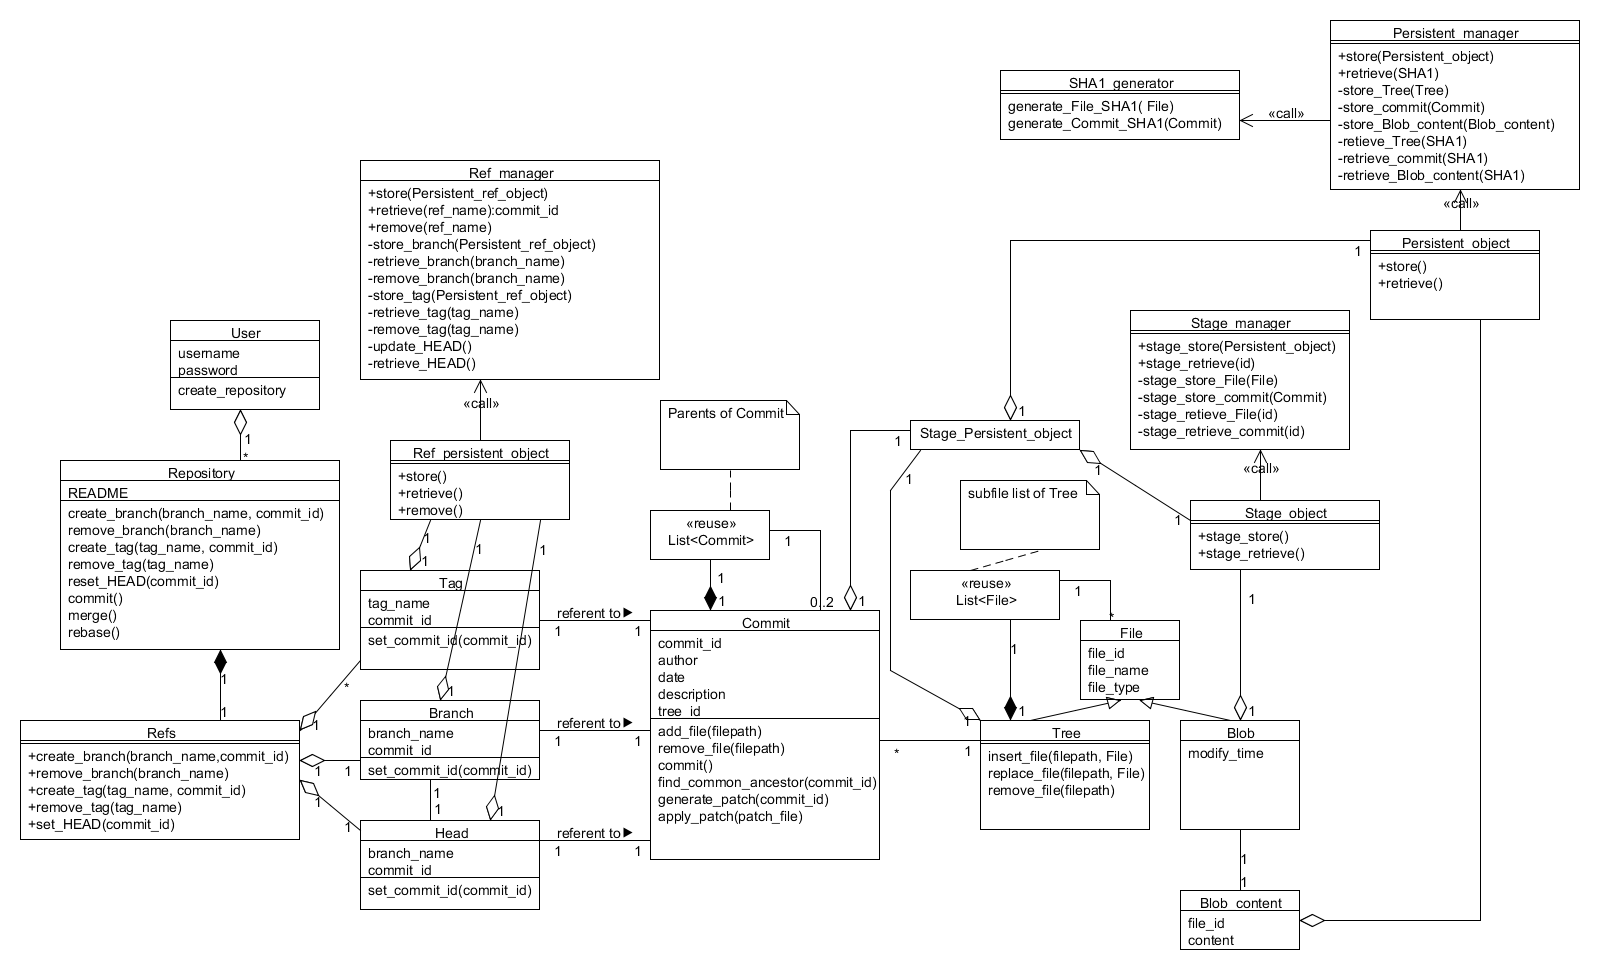 Persistent_manager
+store(Persistent_object)
+retrieve(SHA1)
-store_Tree(Tree)
-store_commit(Commit)
-store_Blob_content(Blob_content)
-retieve_Tree(SHA1)
-retrieve_commit(SHA1)
-retrieve_Blob_content(SHA1)
SHA1_generator
generate_File_SHA1( File)
generate_Commit_SHA1(Commit)
«call»
«call»
Persistent_object
+store()
+retrieve()
1
Ref_manager
+store(Persistent_ref_object)
+retrieve(ref_name):commit_id
+remove(ref_name)
-store_branch(Persistent_ref_object)
-retrieve_branch(branch_name)
-remove_branch(branch_name)
-store_tag(Persistent_ref_object)
-retrieve_tag(tag_name)
-remove_tag(tag_name)
-update_HEAD()
-retrieve_HEAD()
«call»
User
username
password
create_repository
1
*
Repository
README
create_branch(branch_name, commit_id)
remove_branch(branch_name)
create_tag(tag_name, commit_id)
remove_tag(tag_name)
reset_HEAD(commit_id)
commit()
merge()
rebase()
1
1
Ref_persistent_object
+store()
+retrieve()
+remove()
1
1
1
1
Parents of Commit
«reuse»
List<Commit>
1
1
1
0..2
1
Stage_manager
+stage_store(Persistent_object)
+stage_retrieve(id)
-stage_store_File(File)
-stage_store_commit(Commit)
-stage_retieve_File(id)
-stage_retrieve_commit(id)
«call»
1
Stage_Persistent_object
1
1
1
1
Stage_object
+stage_store()
+stage_retrieve()
1
subfile list of Tree
«reuse»
List<File>
1
*
1
1
File
file_id
file_name
file_type
Tag
tag_name
commit_id
set_commit_id(commit_id)
referent to
1
1
*
1
1
Branch
branch_name
commit_id
set_commit_id(commit_id)
referent to
1
1
1
1
1
1
Refs
+create_branch(branch_name,commit_id)
+remove_branch(branch_name)
+create_tag(tag_name, commit_id)
+remove_tag(tag_name)
+set_HEAD(commit_id)
1
1
1
Head
branch_name
commit_id
set_commit_id(commit_id)
referent to
1
1
Commit
commit_id
author
date
description
tree_id
add_file(filepath)
remove_file(filepath)
commit()
find_common_ancestor(commit_id)
generate_patch(commit_id)
apply_patch(patch_file)
*
1
1
Tree
insert_file(filepath, File)
replace_file(filepath, File)
remove_file(filepath)
1
Blob
modify_time
1
1
Blob_content
file_id
content